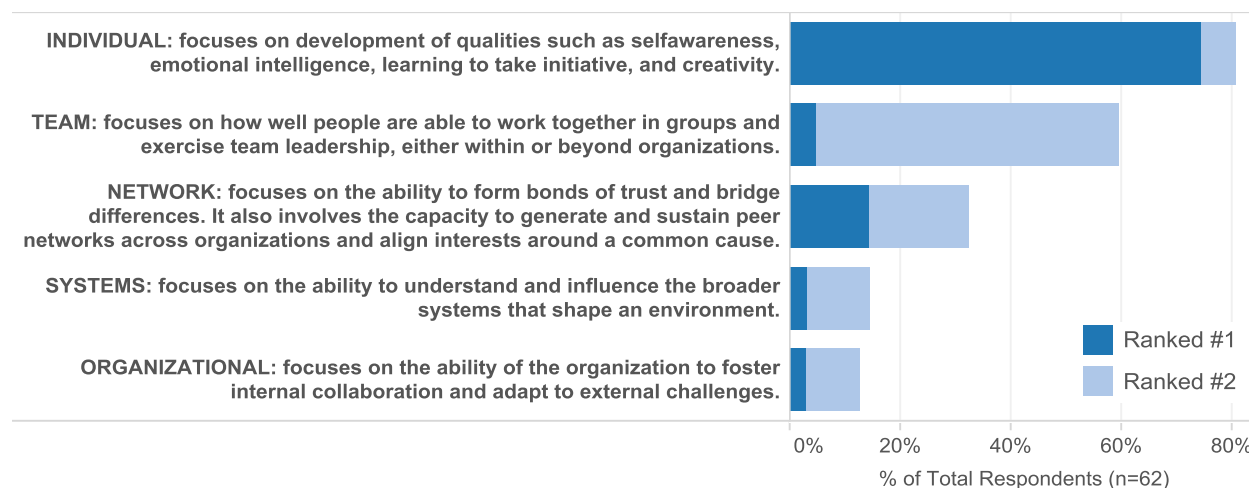 INDIVIDUAL: focuses on development of qualities such as selfawareness,
emotional intelligence, learning to take initiative, and creativity.
TEAM: focuses on how well people are able to work together in groups and
exercise team leadership, either within or beyond organizations.
NETWORK: focuses on the ability to form bonds of trust and bridge
differences. It also involves the capacity to generate and sustain peer
networks across organizations and align interests around a common cause.
SYSTEMS: focuses on the ability to understand and influence the broader
systems that shape an environment.
ORGANIZATIONAL: focuses on the ability of the organization to foster
internal collaboration and adapt to external challenges.
Ranked #1
Ranked #2
0% 20% 40% 60% 80%
% of Total Respondents (n=62)